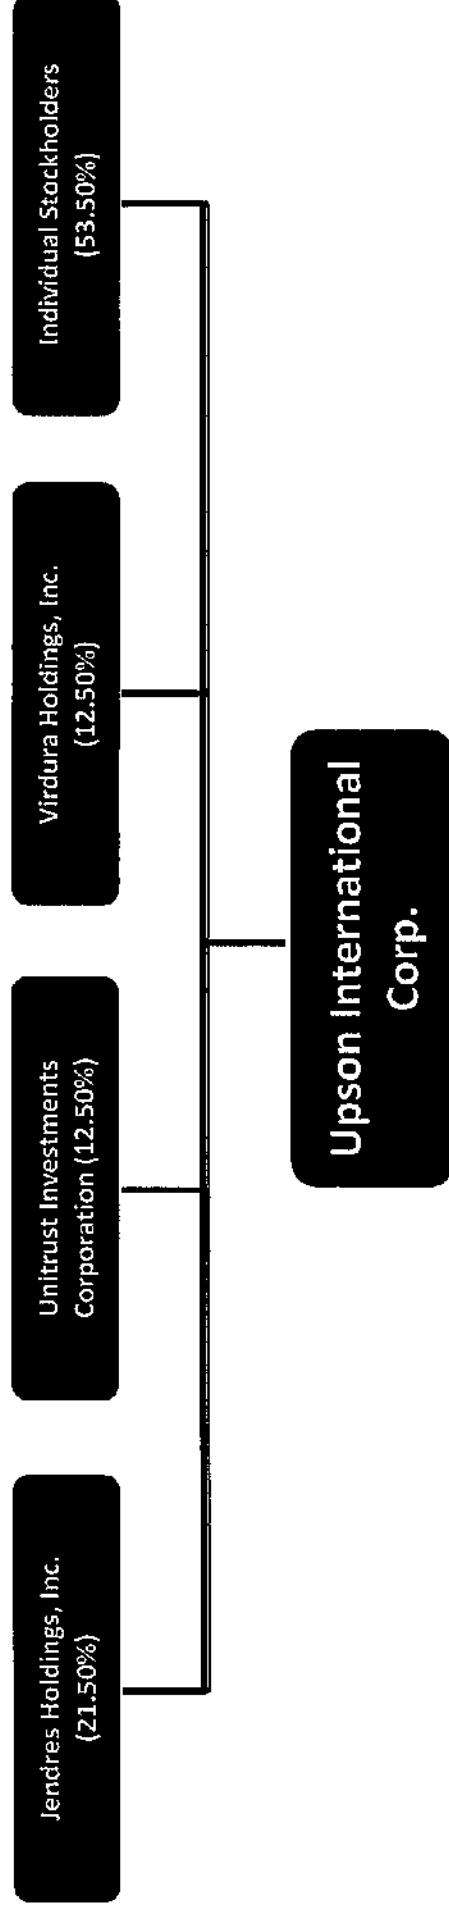 Jendres Holdings, Inc.
(21.50%)
Unitrust Investments
Corporation (12.50%)
Virdura Holdings, Inc.
(12.50%)
Individual Stockholders
(53.50%)
Upson International
Corp.